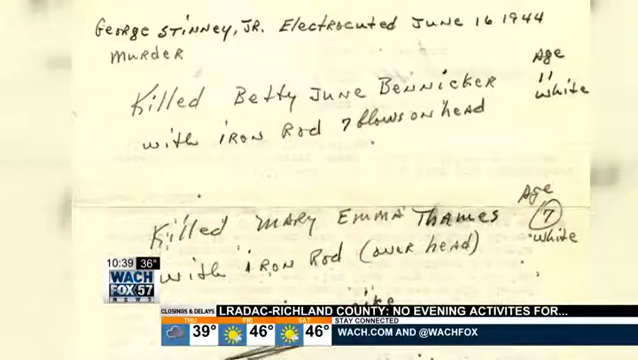 GEORGE STINNEY, JR. Electrocuted JUNE 16 1944
MURDER
Age
11
White
Killed Betty JUNE BENNICKER
with IRON ROD 7 blows on head
Age
7
White
Killed MARY EMMA Thames
with IRON ROD (over head)
10:39 36°
WACH
FOX 57
NEWS
CLOSINGS & DELAYS
LRADAC-RICHLAND COUNTY: NO EVENING ACTIVITES FOR...
THU 39° FRI 46° SAT 46°
STAY CONNECTED
WACH.COM AND @WACHFOX